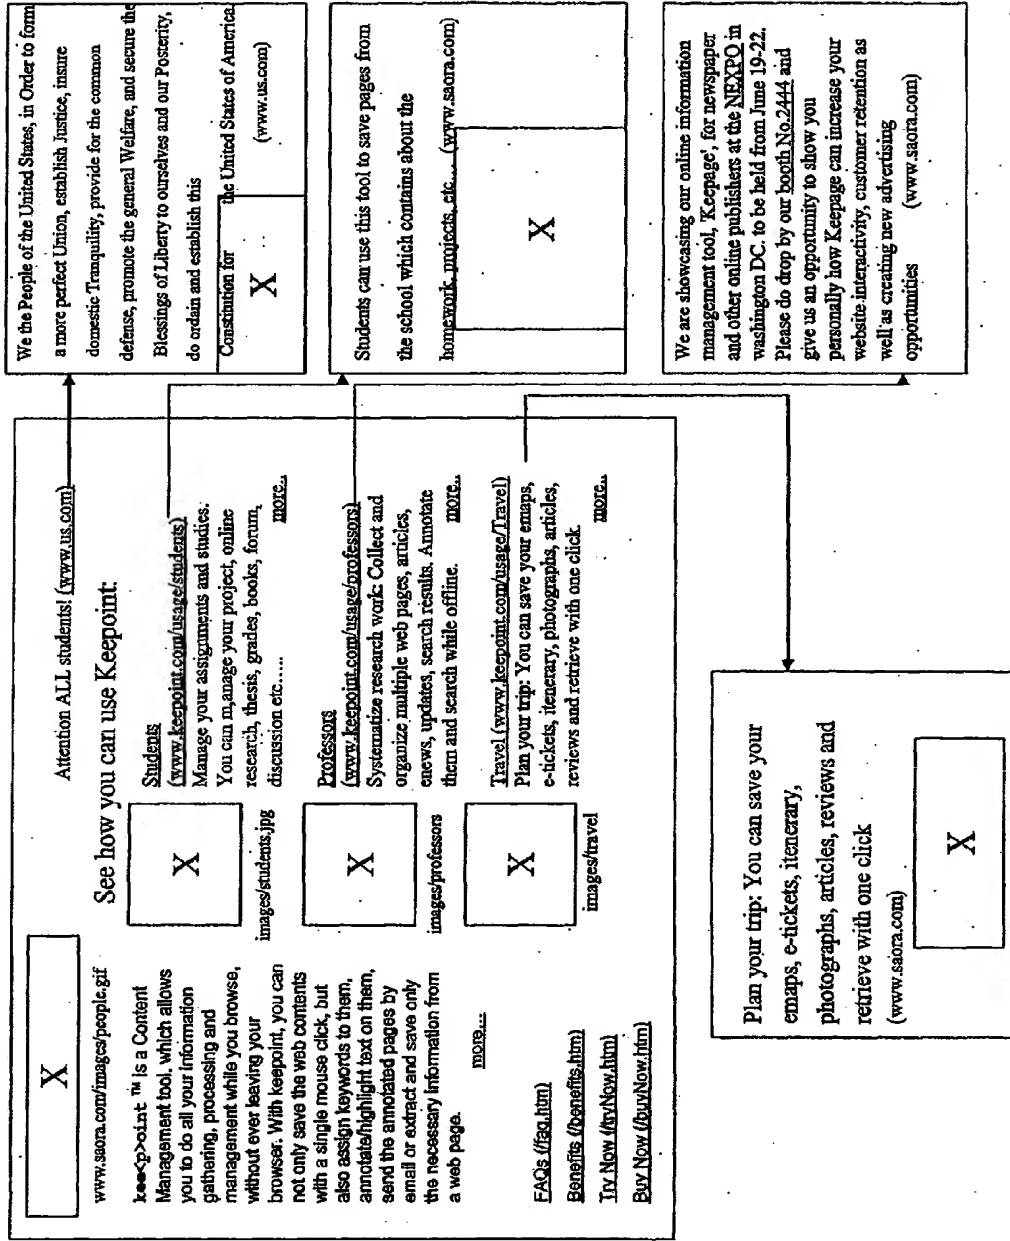 X
www.saora.com/images/people.gif
kee<p>oint ™ is a Content
Management tool, which allows
you to do all your information
gathering, processing and
management while you browse,
without ever leaving your
browser. With keepoint, you can
not only save the web contents
with a single mouse click, but
also assign keywords to them,
annotate/highlight text on them,
send the annotated pages by
email or extract and save only
the necessary information from
a web page.
more...
FAQs (/faq.htm)
Benefits (/benefits.htm)
Try Now (/tryNow.htm)
Buy Now (/buyNow.htm)
Attention ALL students! (www.us.com)
See how you can use Keepoint:
X
images/students.jpg
Students
(www.keepoint.com/usage/students)
Manage your assignments and studies.
You can m,anage your project, online
research, thesis, grades, books, forum,
discussion etc.....
more..
X
images/professors
Professors
(www.keepoint.com/usage/professors)
Systematize research work: Collect and
organize multiple web pages, articles,
enews, updates, search results. Annotate
them and search while offline.
more..
X
images/travel
Travel (www.keepoint.com/usage/Travel)
Plan your trip: You can save your emaps,
e-tickets, itenerary, photographs, articles,
reviews and retrieve with one click
more..
We the People of the United States, in Order to form
a more perfect Union, establish Justice, insure
domestic Tranquility, provide for the common
defense, promote the general Welfare, and secure the
Blessings of Liberty to ourselves and our Posterity,
do ordain and establish this
Constitution for the United States of America
(www.us.com)
X
Students can use this tool to save pages from
the school which contains about the
homework, projects, etc.... (www.saora.com)
X
We are showcasing our online information
management tool, 'Keepage', for newspaper
and other online publishers at the NEXPO in
washington DC. to be held from June 19-22.
Please do drop by our booth No.2444 and
give us an opportunity to show you
personally how Keepage can increase your
website interactivity, customer retention as
well as creating new advertising
opportunities (www.saora.com)
Plan your trip: You can save your
emaps, e-tickets, itenerary,
photographs, articles, reviews and
retrieve with one click
(www.saora.com)
X